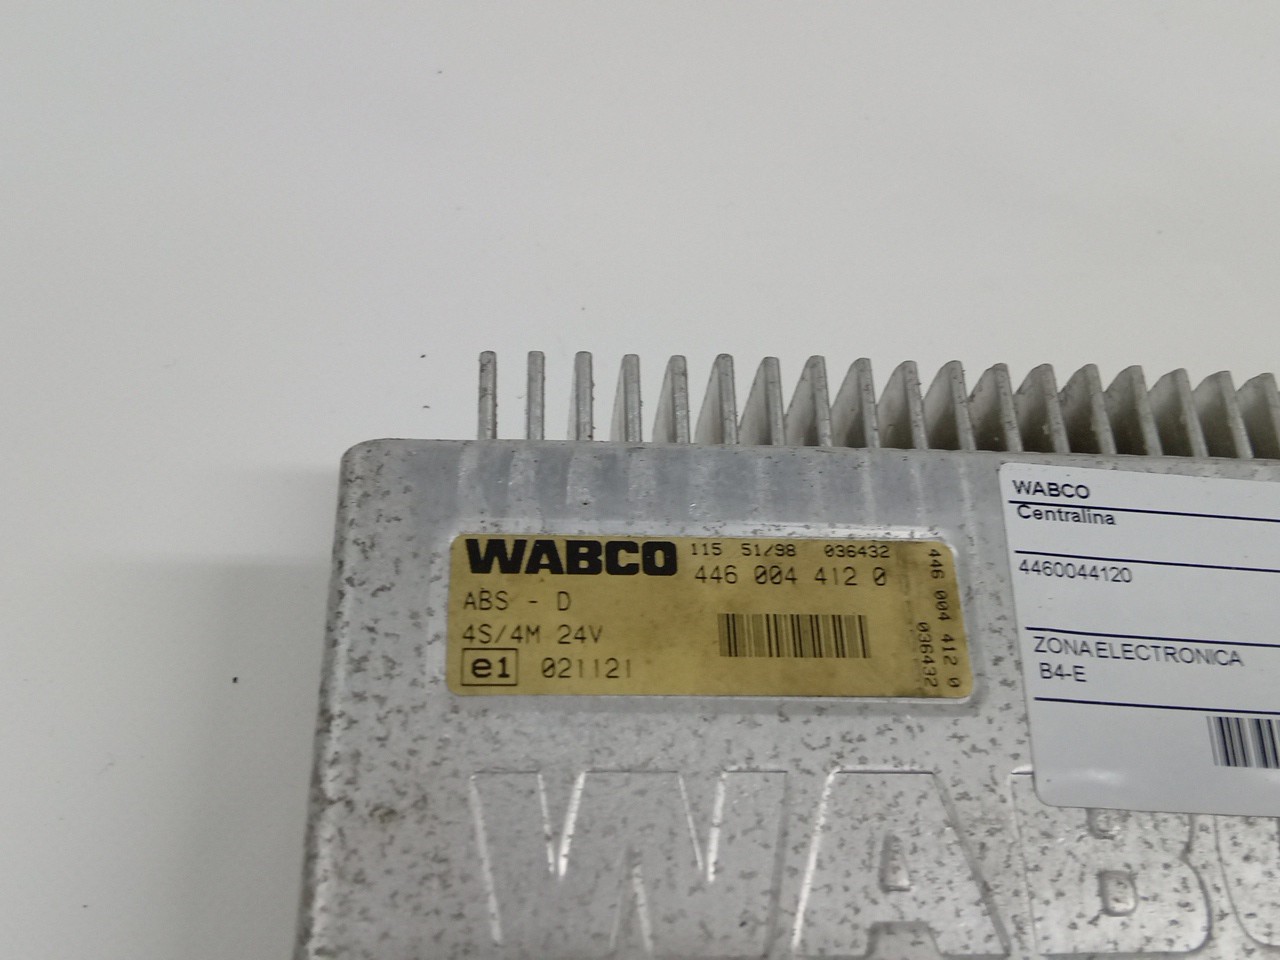 WABCO 115 51/98 036432
446 004 412 0
ABS - D
4S/4M 24V
e1 021121
446 004 412 0
036432
WABCO
Centralina
4460044120
ZONA ELECTRONICA
B4-E
WABC